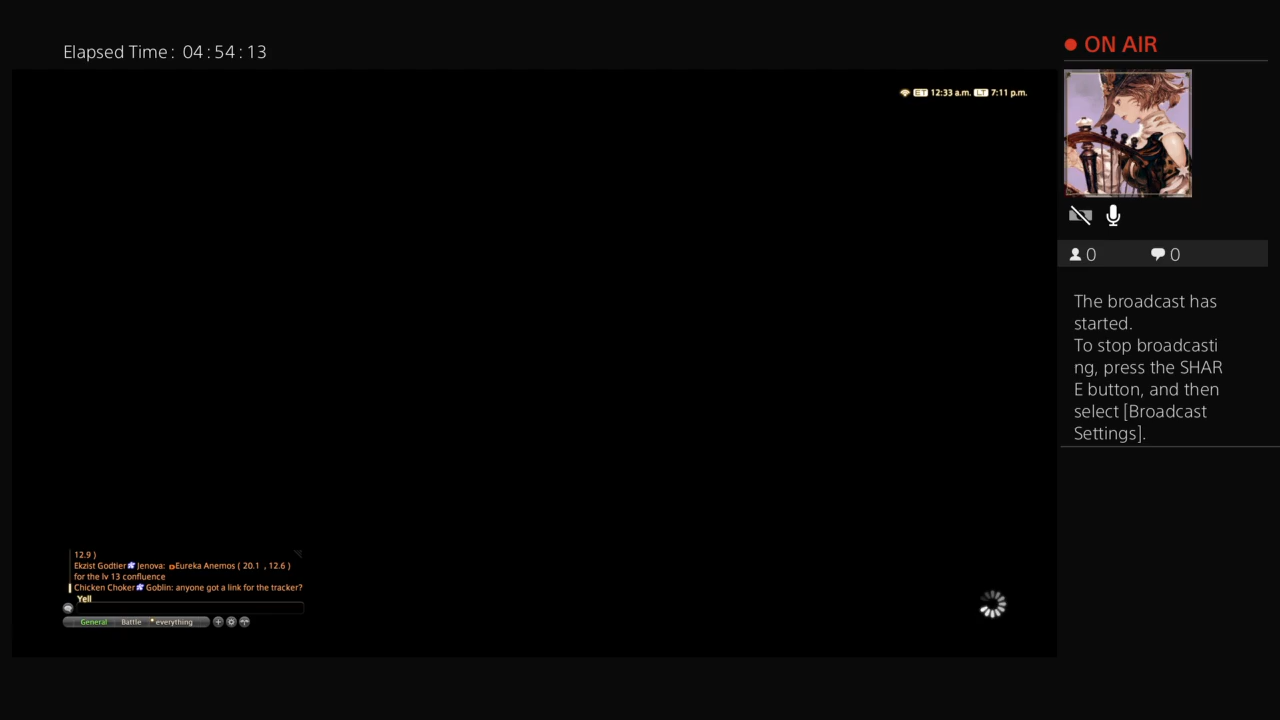 Elapsed Time: 04:54:13
ON AIR
ET 12:33 a.m. LT 7:11 p.m.
0 0
The broadcast has
started.
To stop broadcasti
ng, press the SHAR
E button, and then
select [Broadcast
Settings].
12.9 )
Ekzist Godtier Jenova: Eureka Anemos ( 20.1 , 12.6 )
for the lv 13 confluence
Chicken Choker Goblin: anyone got a link for the tracker?
Yell
General Battle everything